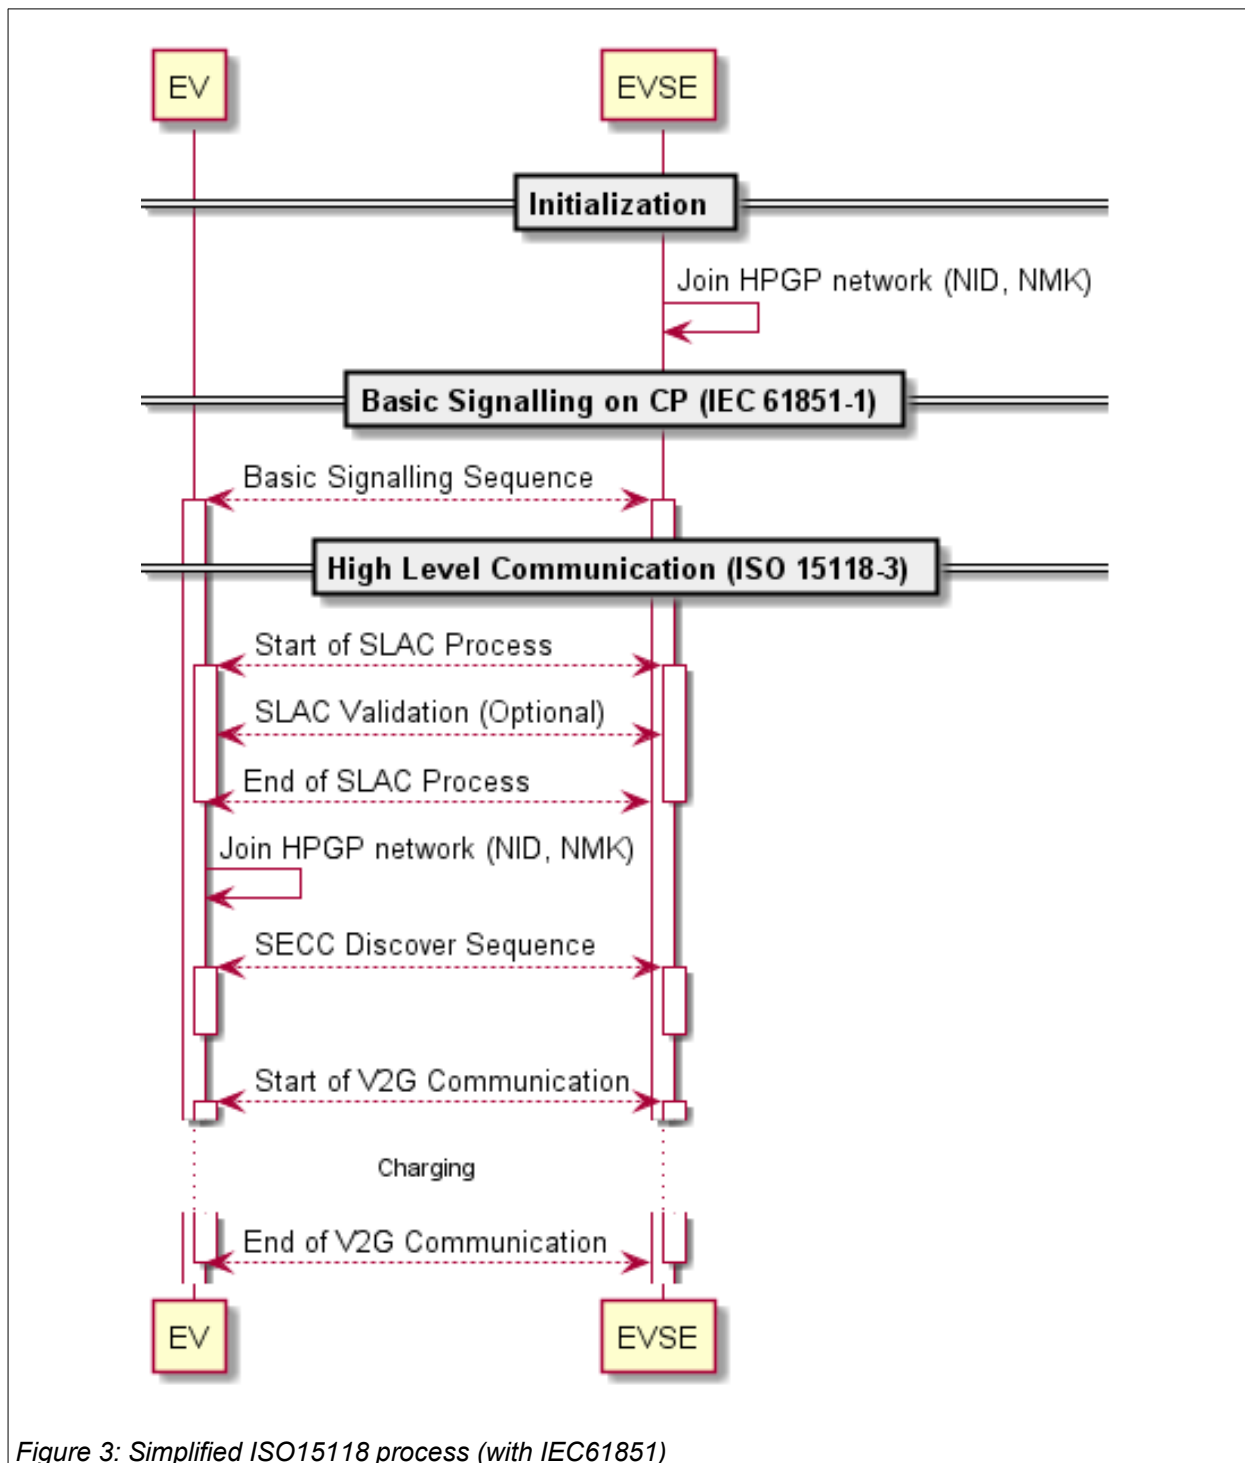 EV EVSE
Initialization
Join HPGP network (NID, NMK)
Basic Signalling on CP (IEC 61851-1)
Basic Signalling Sequence
High Level Communication (ISO 15118-3)
Start of SLAC Process
SLAC Validation (Optional)
End of SLAC Process
Join HPGP network (NID, NMK)
SECC Discover Sequence
Start of V2G Communication
Charging
End of V2G Communication
EV EVSE
Figure 3: Simplified ISO15118 process (with IEC61851)